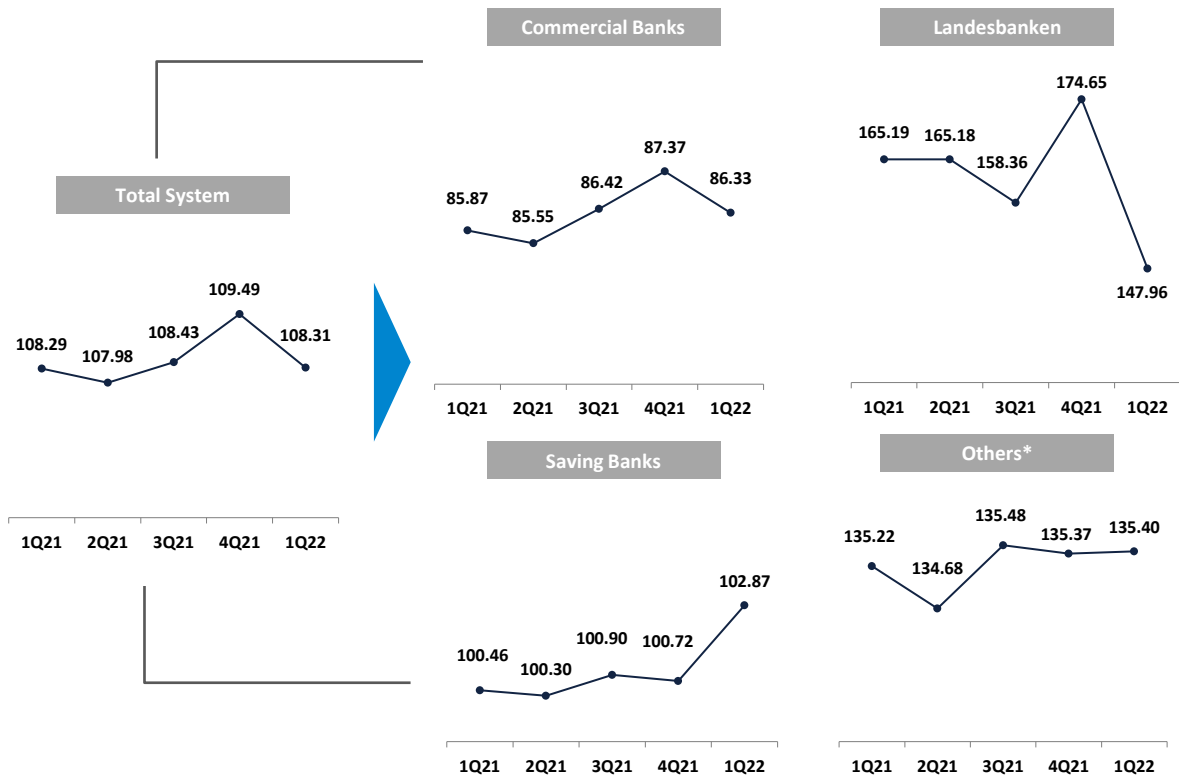 Commercial Banks
Landesbanken
Total System
108.29
107.98
108.43
109.49
108.31
1Q21 2Q21 3Q21 4Q21 1Q22
85.87
85.55
86.42
87.37
86.33
1Q21 2Q21 3Q21 4Q21 1Q22
165.19
165.18
158.36
174.65
147.96
1Q21 2Q21 3Q21 4Q21 1Q22
Saving Banks
100.46
100.30
100.90
100.72
102.87
1Q21 2Q21 3Q21 4Q21 1Q22
Others*
135.22
134.68
135.48
135.37
135.40
1Q21 2Q21 3Q21 4Q21 1Q22